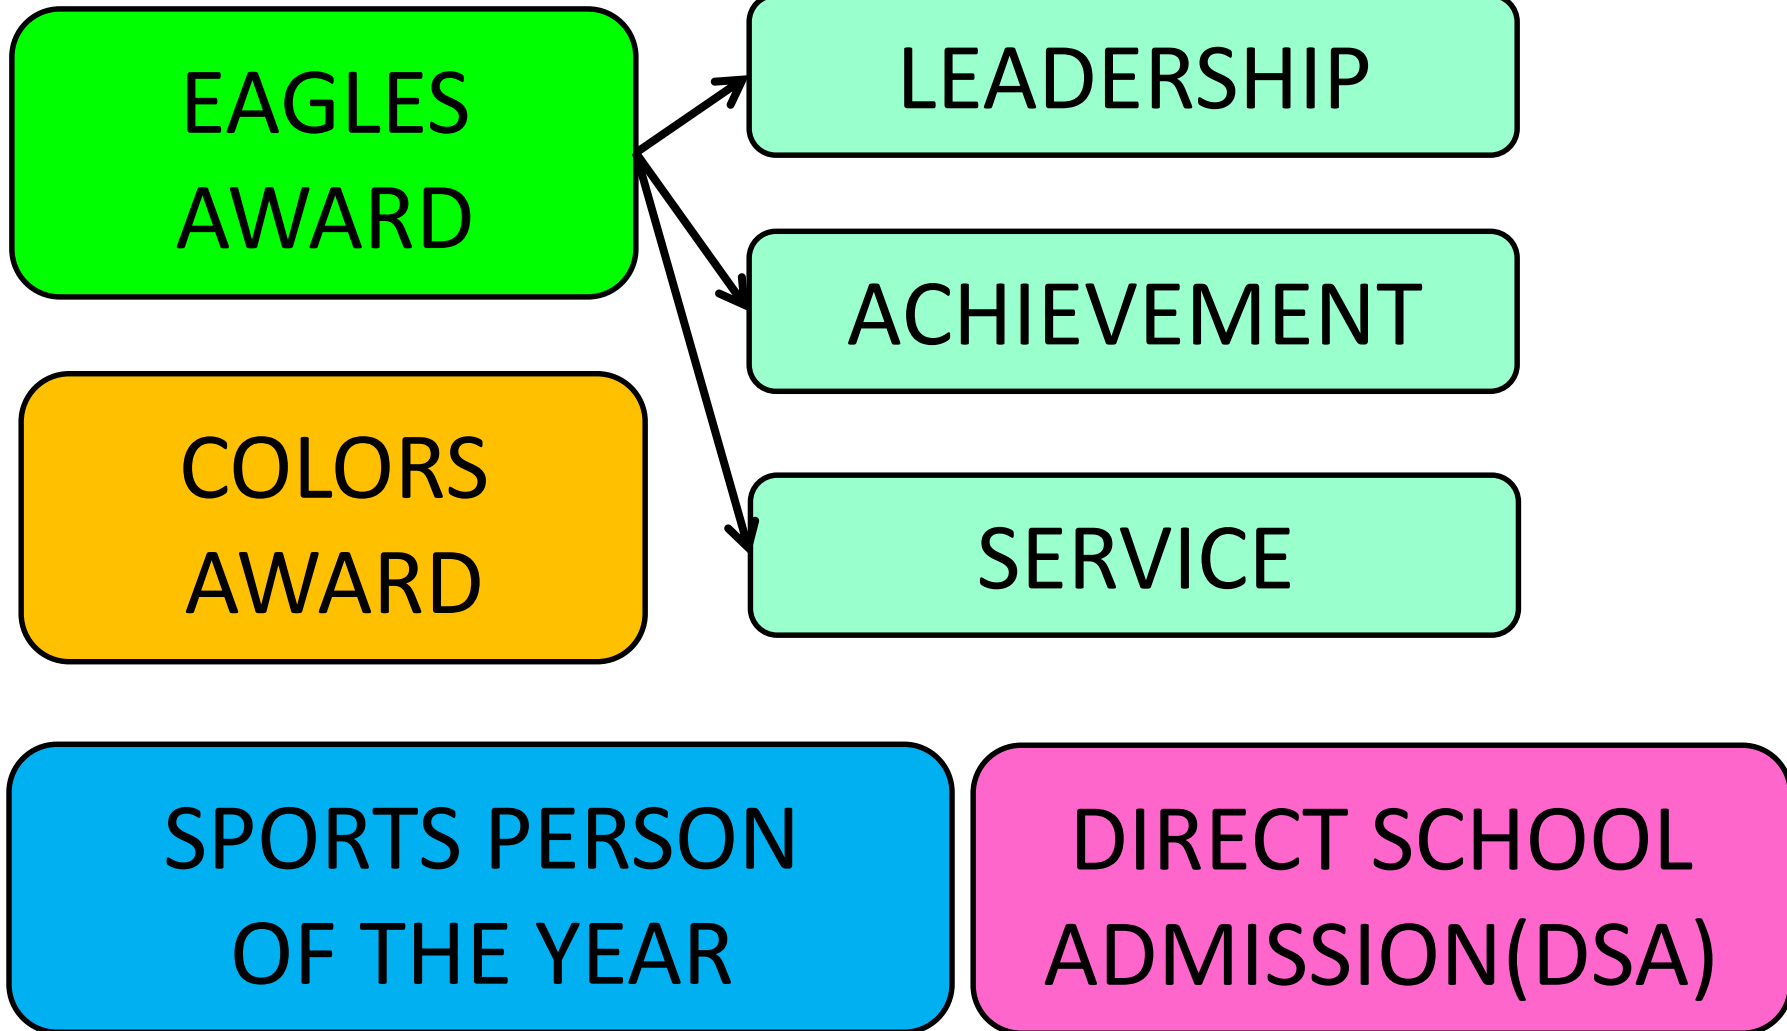 EAGLES
AWARD
LEADERSHIP
ACHIEVEMENT
SERVICE
COLORS
AWARD
SPORTS PERSON
OF THE YEAR
DIRECT SCHOOL
ADMISSION(DSA)